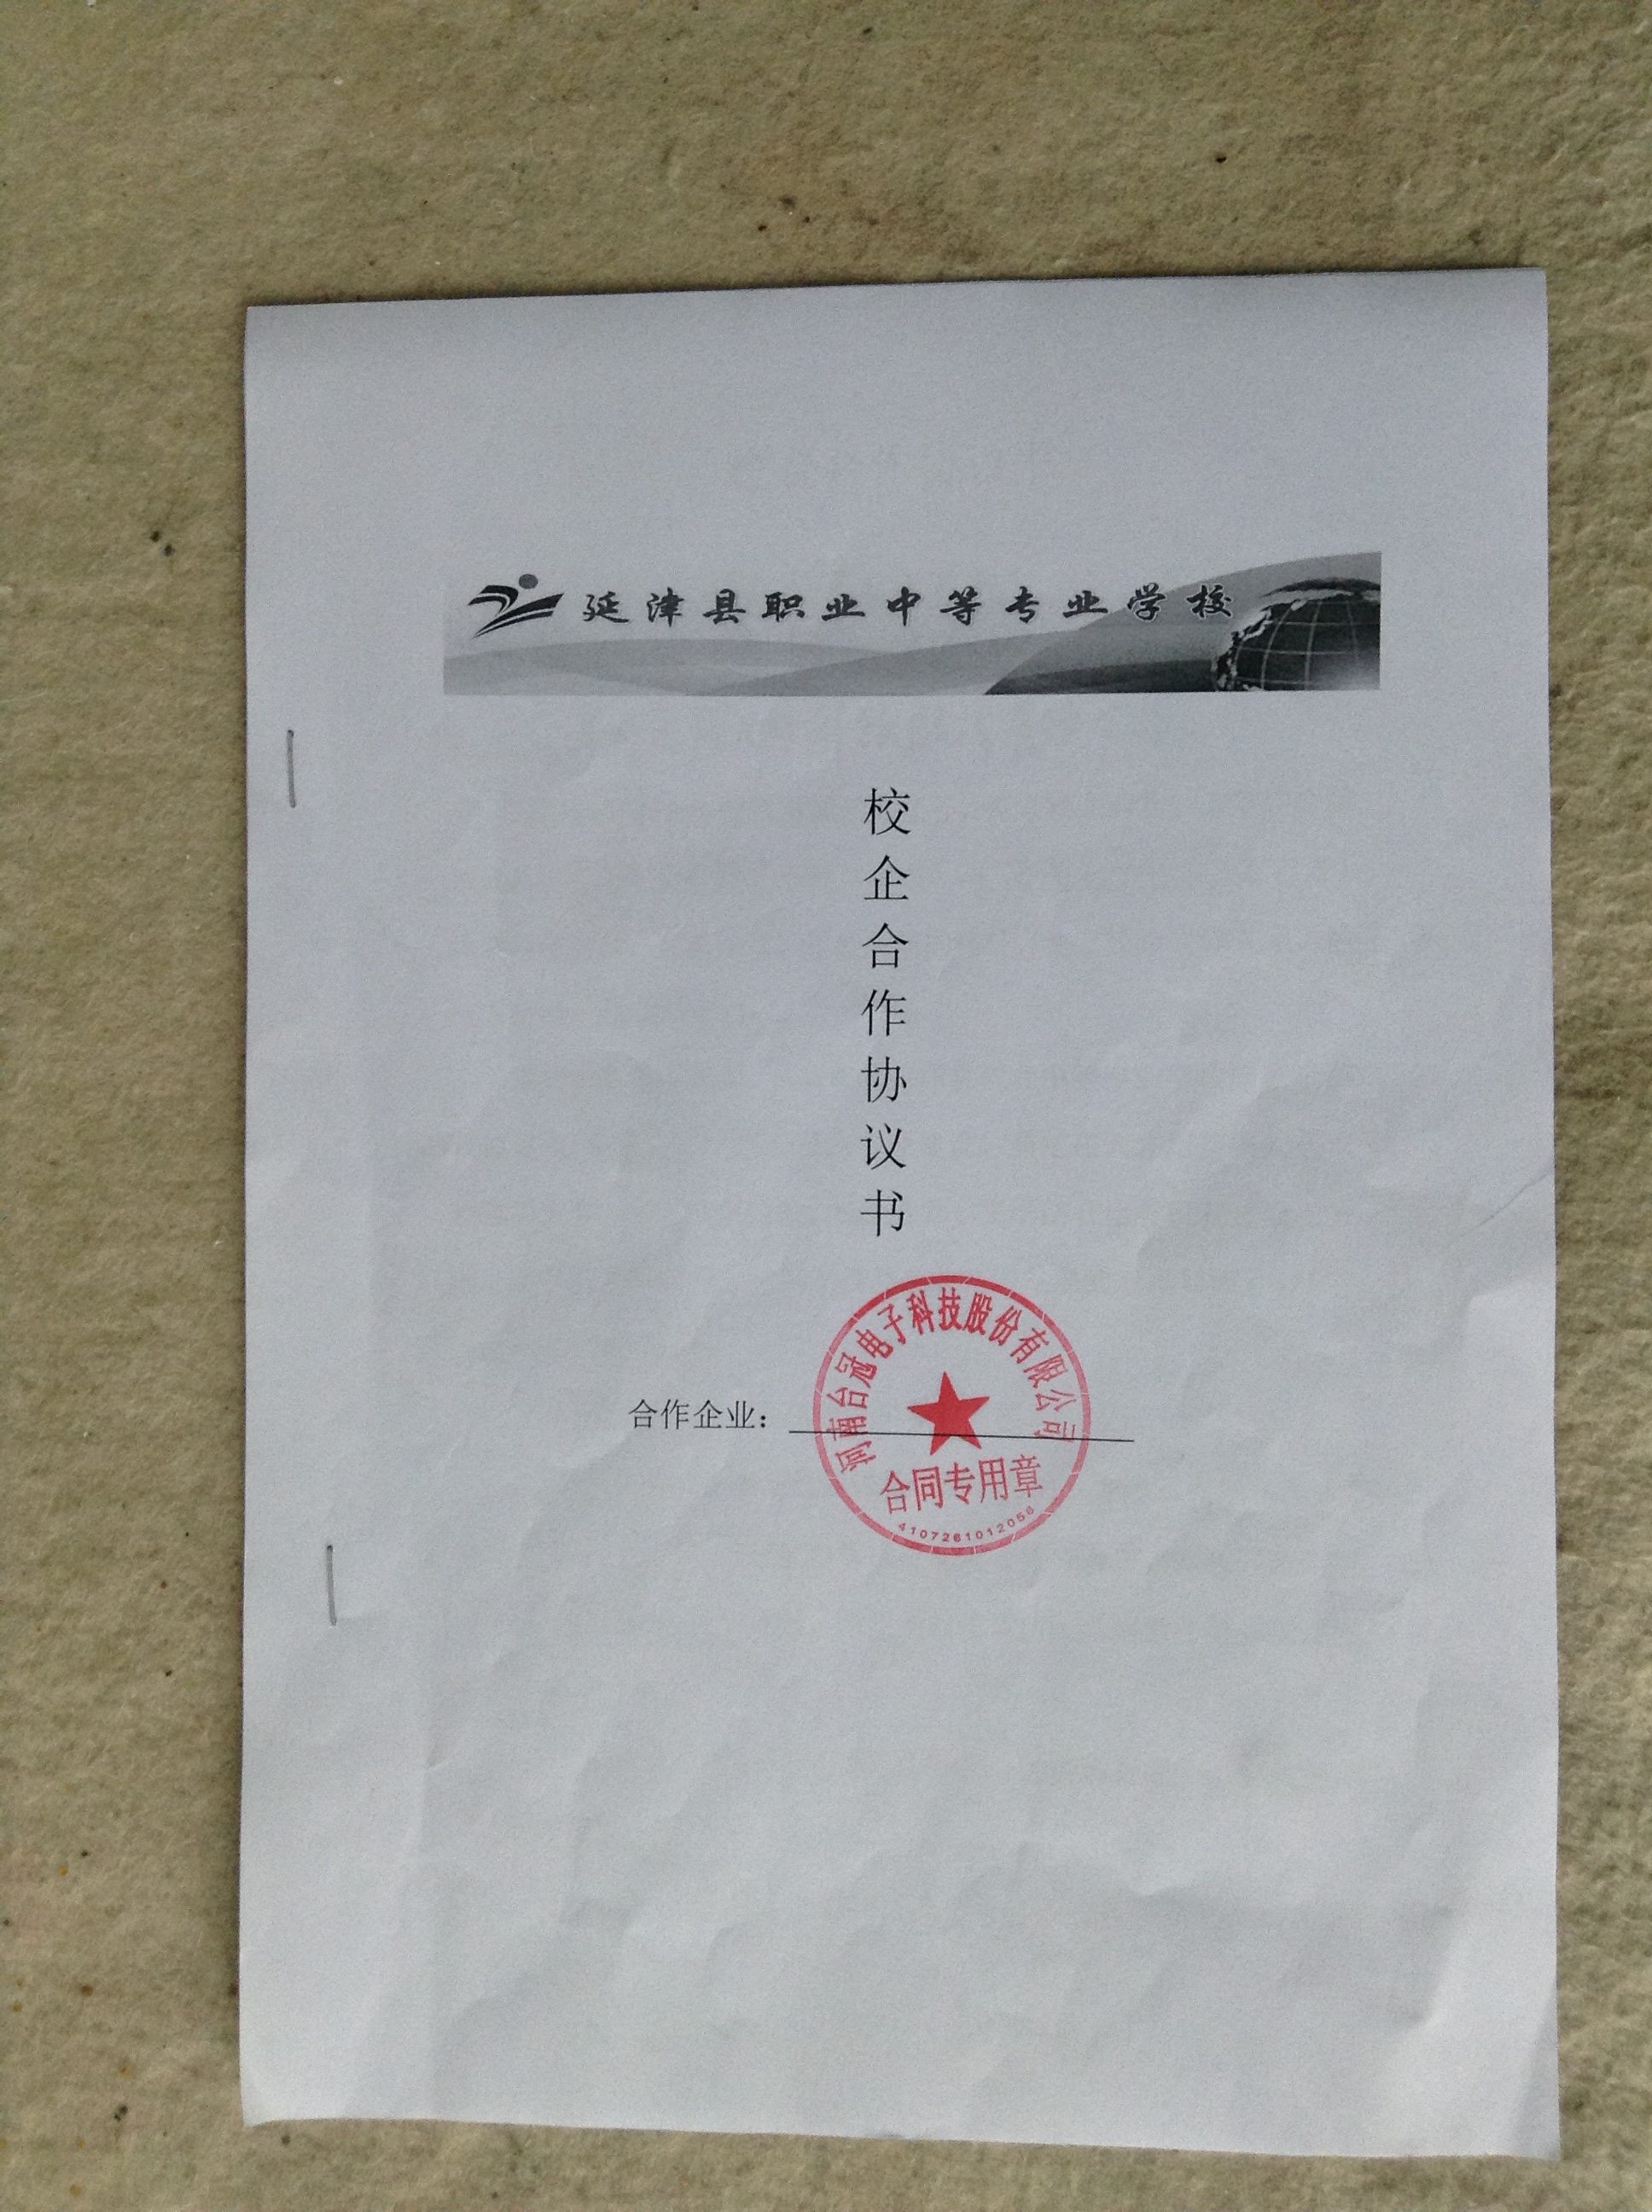 延津县职业中等专业学校
校
企
合
作
协
议
书
合作企业：
河南台冠电子科技股份有限公司
合同专用章
4107261012058